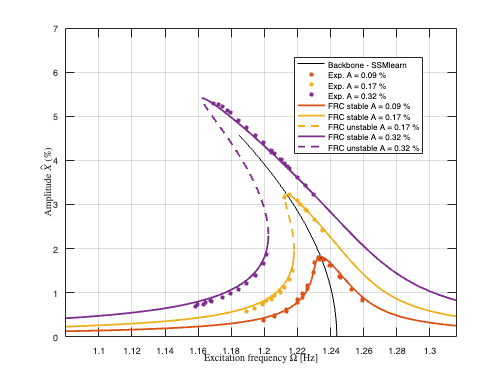 7
6
5
4
3
2
1
0
Amplitude X̂ (%)
Backbone - SSMlearn
Exp. A = 0.09 %
Exp. A = 0.17 %
Exp. A = 0.32 %
FRC stable A = 0.09 %
FRC stable A = 0.17 %
FRC unstable A = 0.17 %
FRC stable A = 0.32 %
FRC unstable A = 0.32 %
1.1 1.12 1.14 1.16 1.18 1.2 1.22 1.24 1.26 1.28 1.3
Excitation frequency Ω [Hz]